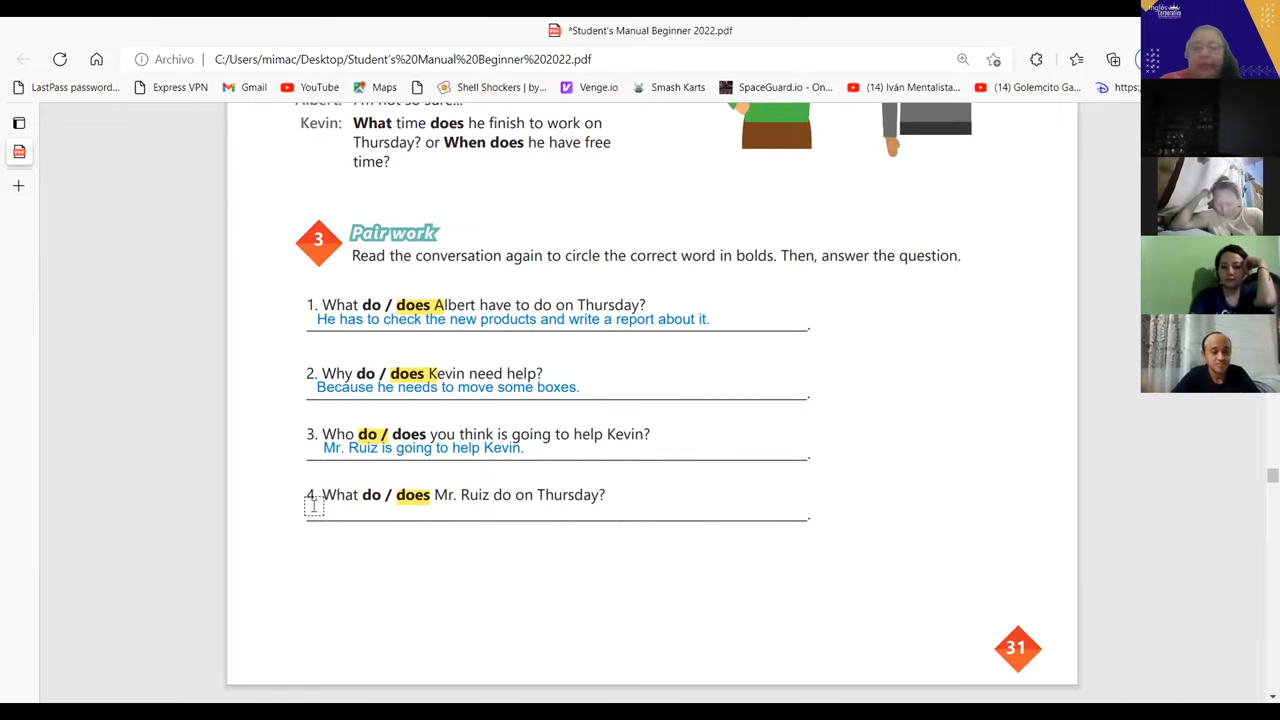 *Student's Manual Beginner 2022.pdf
Archivo
C:/Users/mimac/Desktop/Student's%20Manual%20Beginner%202022.pdf
LastPass password...
Express VPN
Gmail
YouTube
Maps
Shell Shockers | by...
Venge.io
Smash Karts
SpaceGuard.io - On...
(14) Iván Mentalista...
(14) Golemcito Ga...
https:
Inglés
Corporativo
Kevin: What time does he finish to work on
Thursday? or When does he have free
time?
3
Pair work
Read the conversation again to circle the correct word in bolds. Then, answer the question.
1. What do / does Albert have to do on Thursday?
He has to check the new products and write a report about it.
2. Why do / does Kevin need help?
Because he needs to move some boxes.
3. Who do / does you think is going to help Kevin?
Mr. Ruiz is going to help Kevin.
4. What do / does Mr. Ruiz do on Thursday?
31